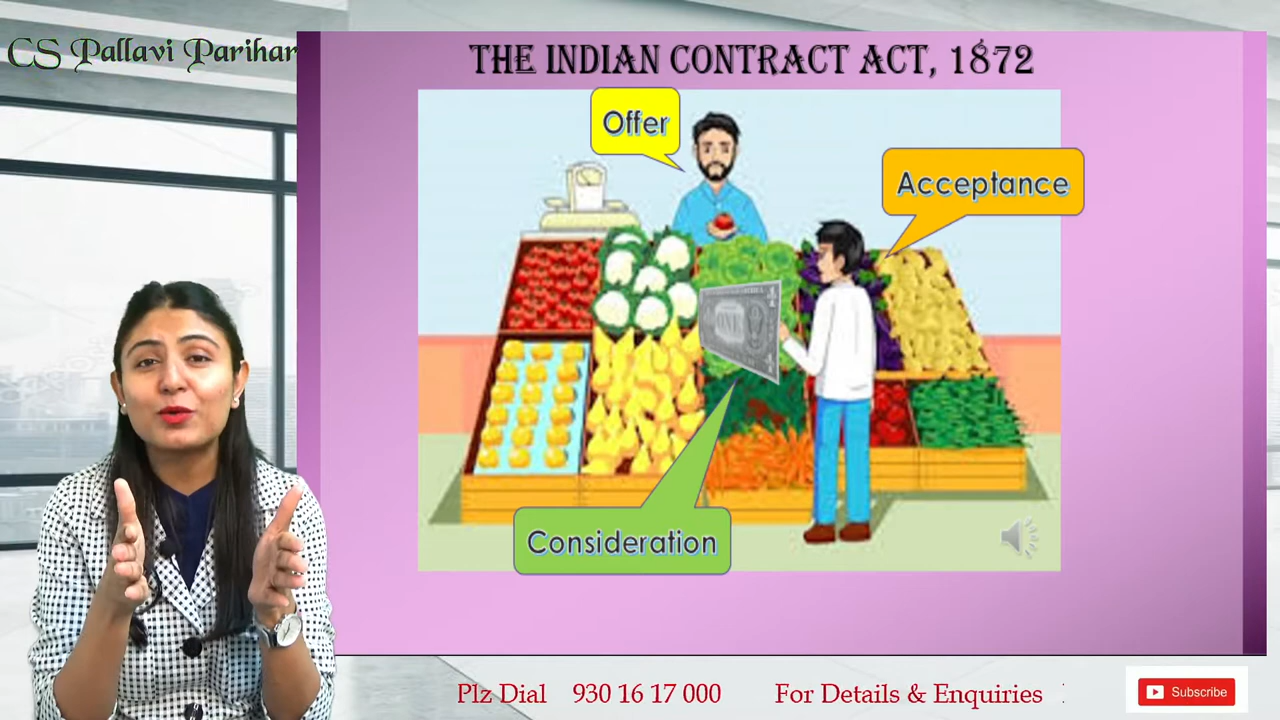 CS Pallavi Parihar
THE INDIAN CONTRACT ACT, 1872
Offer
Acceptance
ONE
Consideration
Plz Dial 930 16 17 000 For Details & Enquiries
Subscribe